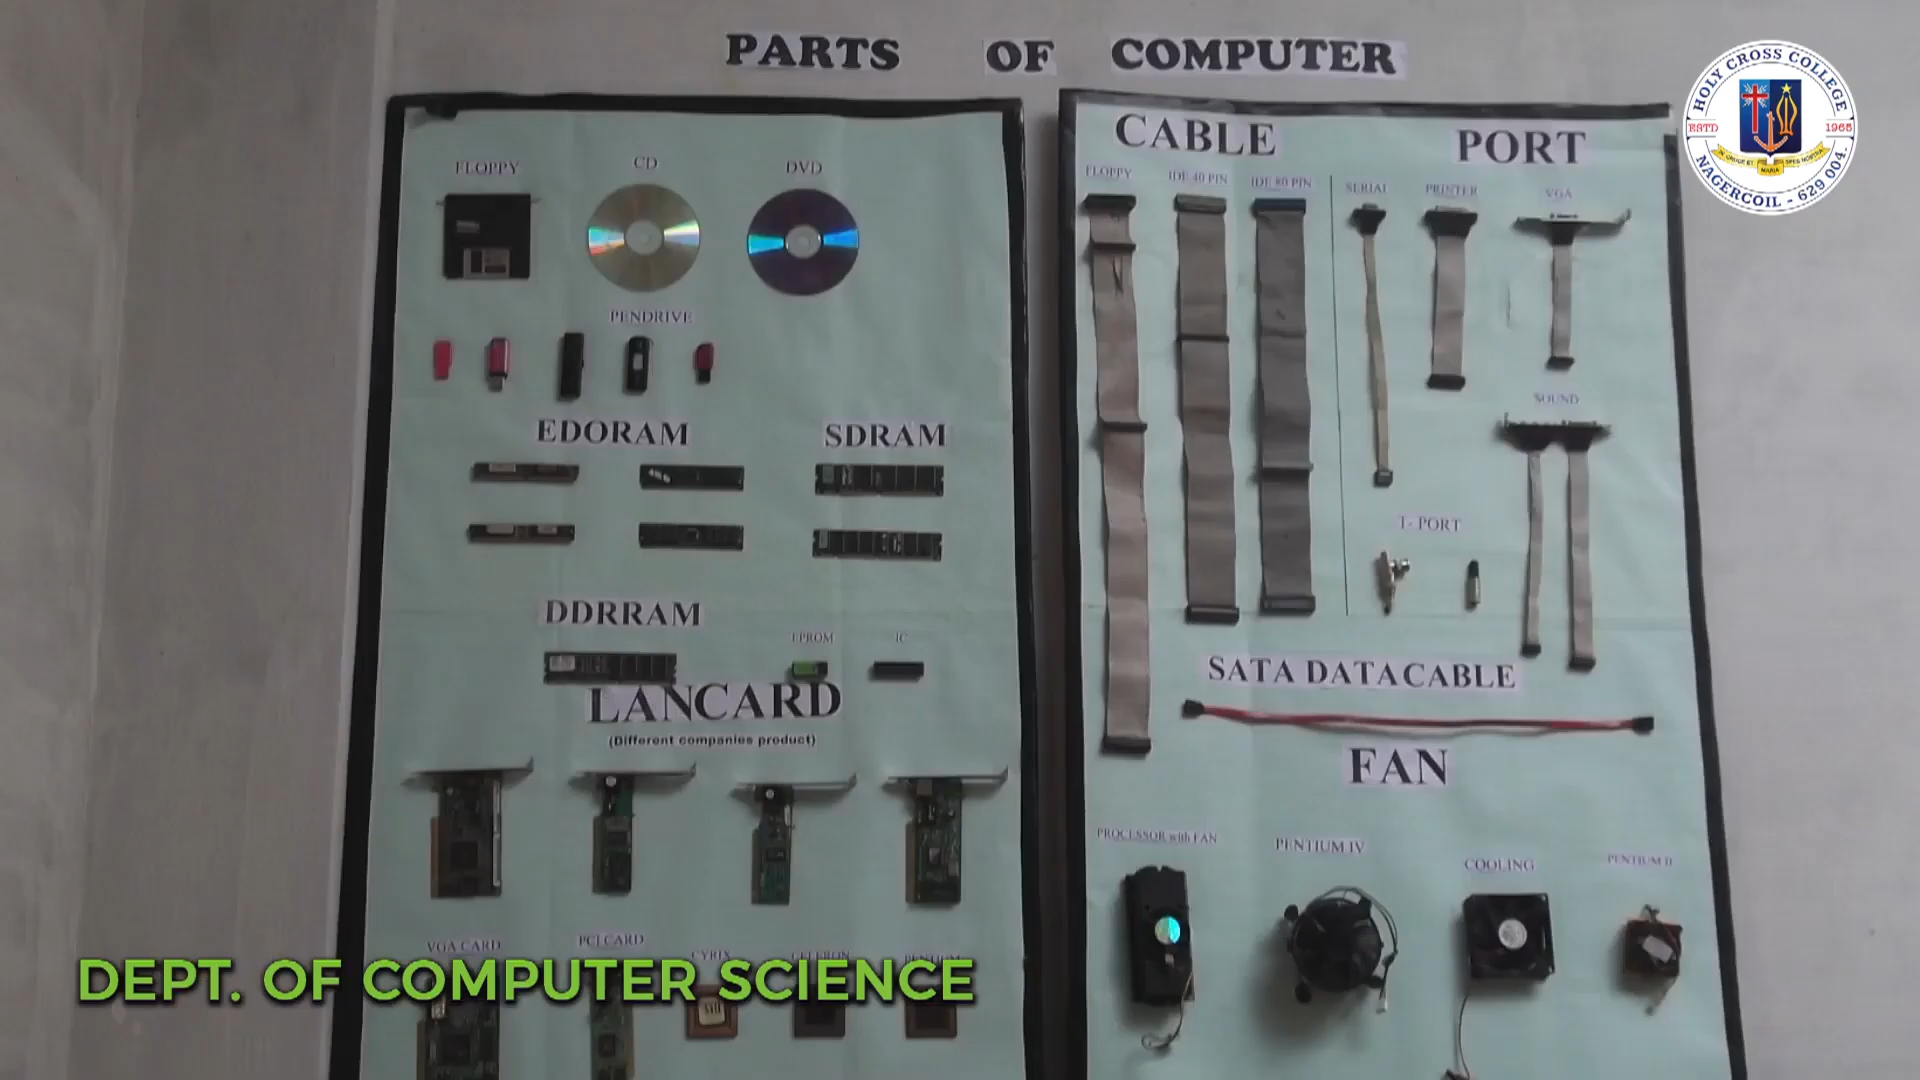 PARTS OF COMPUTER
HOLY CROSS COLLEGE
ESTD 1965
NAGERCOIL - 629 004.
FLOPPY CD DVD
PENDRIVE
EDORAM SDRAM
DDRRAM
EPROM IC
LANCARD
(Different companies product)
VGA CARD PCI CARD CYRIX CELERON PENTIUM
CABLE PORT
FLOPPY IDE 40 PIN IDE 80 PIN SERIAL PRINTER VGA
SOUND
T- PORT
SATA DATACABLE
FAN
PROCESSOR with FAN PENTIUM IV COOLING PENTIUM II
DEPT. OF COMPUTER SCIENCE